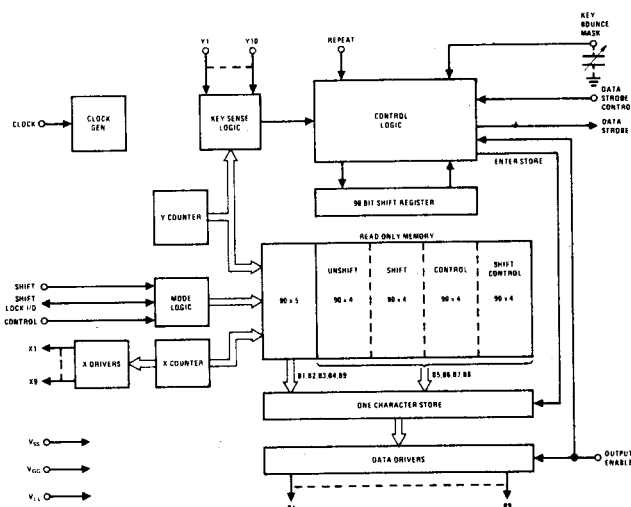 Y1
Y10
REPEAT
KEY
BOUNCE
MASK
CLOCK
CLOCK
GEN
KEY SENSE
LOGIC
CONTROL
LOGIC
DATA
STROBE
CONTROL
DATA
STROBE
ENTER STORE
90 BIT SHIFT REGISTER
Y COUNTER
READ ONLY MEMORY
90 x 5
UNSHIFT
90 x 4
SHIFT
90 x 4
CONTROL
90 x 4
SHIFT
CONTROL
90 x 4
SHIFT
SHIFT
LOCK I/O
CONTROL
MODE
LOGIC
X1
X9
X DRIVERS
X COUNTER
B1,B2,B3,B4,B9
B5,B6,B7,B8
ONE CHARACTER STORE
DATA DRIVERS
OUTPUT
ENABLE
VSS
VGG
VLL